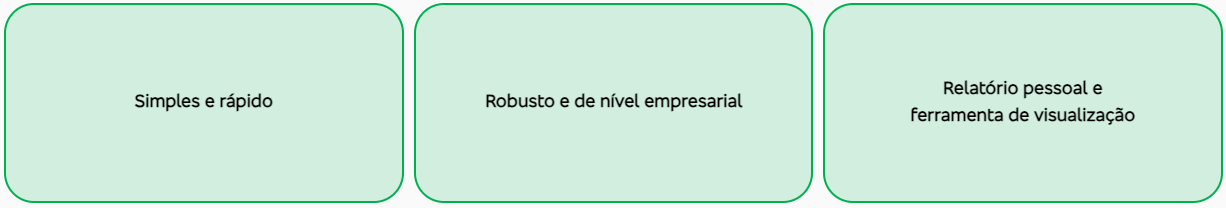 Simples e rápido
Robusto e de nível empresarial
Relatório pessoal e
ferramenta de visualização